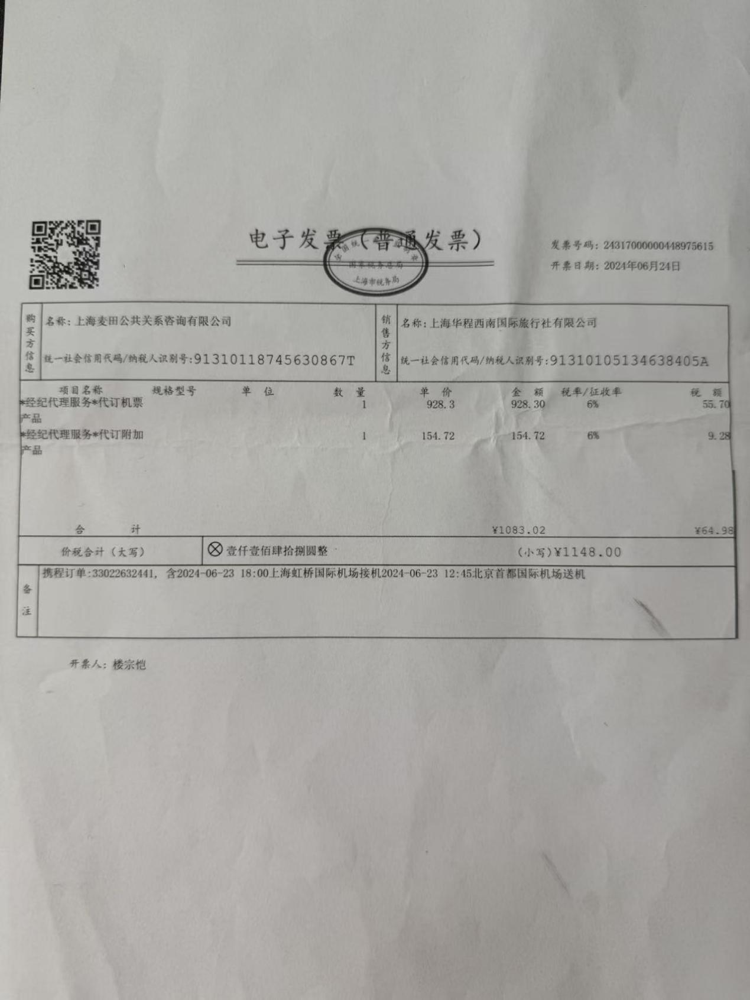 电子发票（普通发票）
国家税务总局
上海市税务局
发票号码：24317000000448975615
开票日期：2024年06月24日
购买方信息
名称：上海麦田公共关系咨询有限公司
统一社会信用代码/纳税人识别号：91310118745630867T
销售方信息
名称：上海华程西南国际旅行社有限公司
统一社会信用代码/纳税人识别号：91310105134638405A
项目名称 规格型号 单 位 数 量 单 价 金 额 税率/征收率 税 额
*经纪代理服务*代订机票 1 928.3 928.30 6% 55.70
产品
*经纪代理服务*代订附加 1 154.72 154.72 6% 9.28
产品
合 计 ¥1083.02 ¥64.98
价税合计（大写） ⊗壹仟壹佰肆拾捌圆整 （小写）¥1148.00
备注
携程订单:33022632441, 含2024-06-23 18:00上海虹桥国际机场接机2024-06-23 12:45北京首都国际机场送机
开票人：楼宗恺